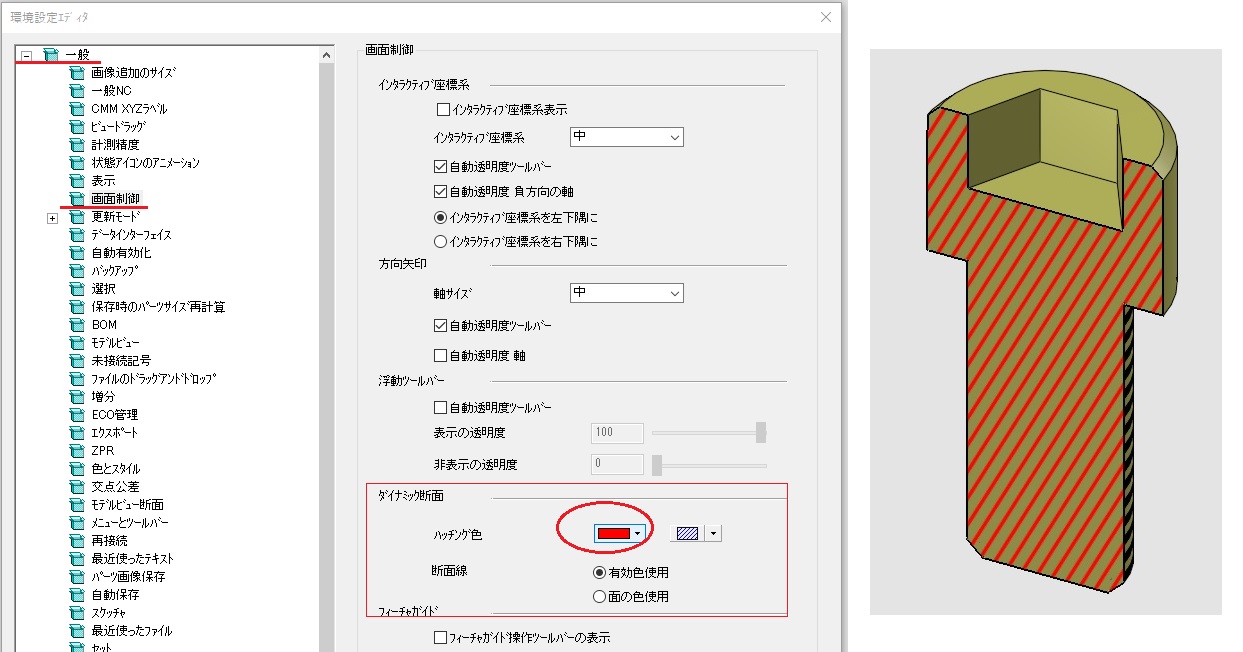 環境設定ｴﾃﾞｨﾀ
一般
画像追加のｻｲｽﾞ
一般NC
CMM XYZﾗﾍﾞﾙ
ﾋﾞｭｰﾄﾞﾗｯｸﾞ
計測精度
状態ｱｲｺﾝのｱﾆﾒｰｼｮﾝ
表示
画面制御
更新ﾓｰﾄﾞ
ﾃﾞｰﾀｲﾝﾀｰﾌｪｲｽ
自動有効化
ﾊﾞｯｸｱｯﾌﾟ
選択
保存時のﾊﾟｰﾂｻｲｽﾞ再計算
BOM
ﾓﾃﾞﾙﾋﾞｭｰ
未接続記号
ﾌｧｲﾙのﾄﾞﾗｯｸﾞｱﾝﾄﾞﾄﾞﾛｯﾌﾟ
増分
ECO管理
ｴｸｽﾎﾟｰﾄ
ZPR
色とｽﾀｲﾙ
交点公差
ﾓﾃﾞﾙﾋﾞｭｰ断面
ﾒﾆｭｰとﾂｰﾙﾊﾞｰ
再接続
最近使ったﾃｷｽﾄ
ﾊﾟｰﾂ画像保存
自動保存
ｽｹｯﾁｬ
最近使ったﾌｧｲﾙ
ｾｯﾄ
画面制御
ｲﾝﾀﾗｸﾃｨﾌﾞ座標系
ｲﾝﾀﾗｸﾃｨﾌﾞ座標系表示
ｲﾝﾀﾗｸﾃｨﾌﾞ座標系 中
自動透明度ﾂｰﾙﾊﾞｰ
自動透明度 負方向の軸
ｲﾝﾀﾗｸﾃｨﾌﾞ座標系を左下隅に
ｲﾝﾀﾗｸﾃｨﾌﾞ座標系を右下隅に
方向矢印
軸ｻｲｽﾞ 中
自動透明度ﾂｰﾙﾊﾞｰ
自動透明度 軸
浮動ﾂｰﾙﾊﾞｰ
自動透明度ﾂｰﾙﾊﾞｰ
表示の透明度 100
非表示の透明度 0
ﾀﾞｲﾅﾐｯｸ断面
ﾊｯﾁﾝｸﾞ色
断面線 有効色使用
面の色使用
ﾌｨｰﾁｬｶﾞｲﾄﾞ
ﾌｨｰﾁｬｶﾞｲﾄﾞ操作ﾂｰﾙﾊﾞｰの表示